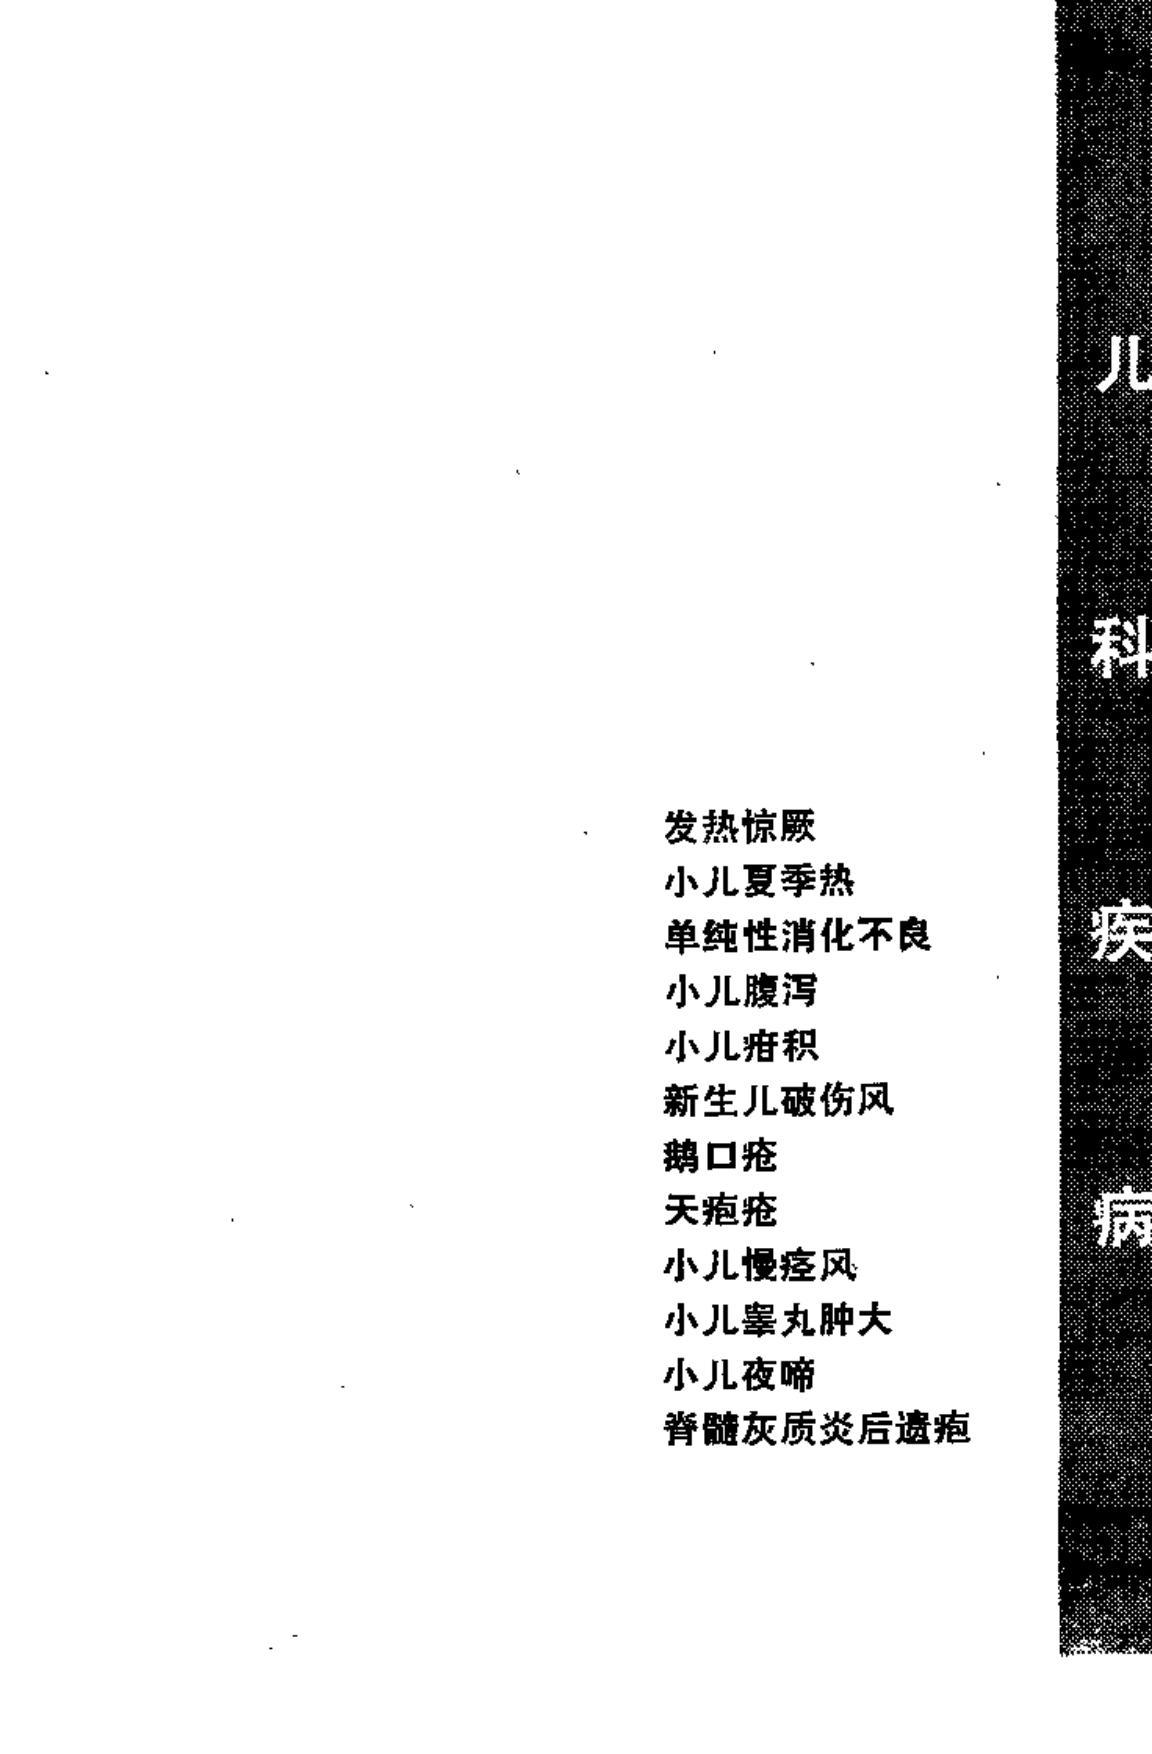 儿科疾病
发热惊厥
小儿夏季热
单纯性消化不良
小儿腹泻
小儿疳积
新生儿破伤风
鹅口疮
天疱疮
小儿慢痉风
小儿睾丸肿大
小儿夜啼
脊髓灰质炎后遗疱